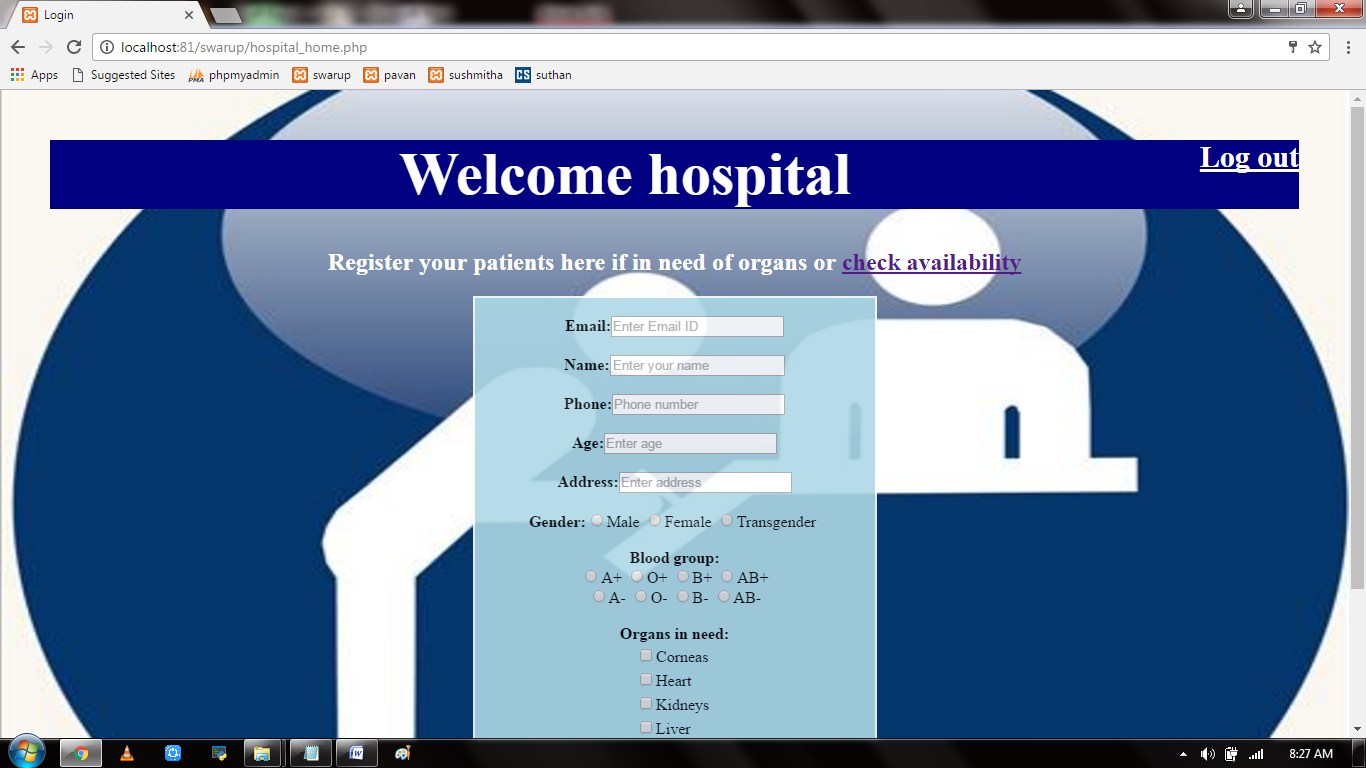 Login
localhost:81/swarup/hospital_home.php
Apps Suggested Sites phpmyadmin swarup pavan sushmitha CS suthan
Welcome hospital
Log out
Register your patients here if in need of organs or check availability
Email: Enter Email ID
Name: Enter your name
Phone: Phone number
Age: Enter age
Address: Enter address
Gender: Male Female Transgender
Blood group:
A+ O+ B+ AB+
A- O- B- AB-
Organs in need:
Corneas
Heart
Kidneys
Liver
8:27 AM